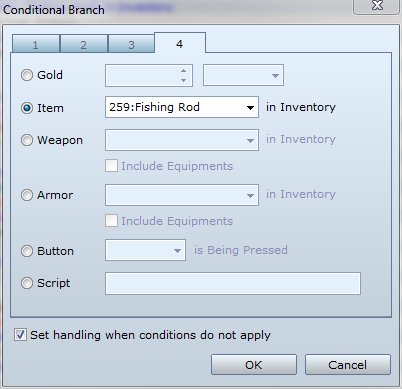 Conditional Branch
1 2 3 4
Gold
Item 259:Fishing Rod in Inventory
Weapon in Inventory
Include Equipments
Armor in Inventory
Include Equipments
Button is Being Pressed
Script
Set handling when conditions do not apply
OK Cancel